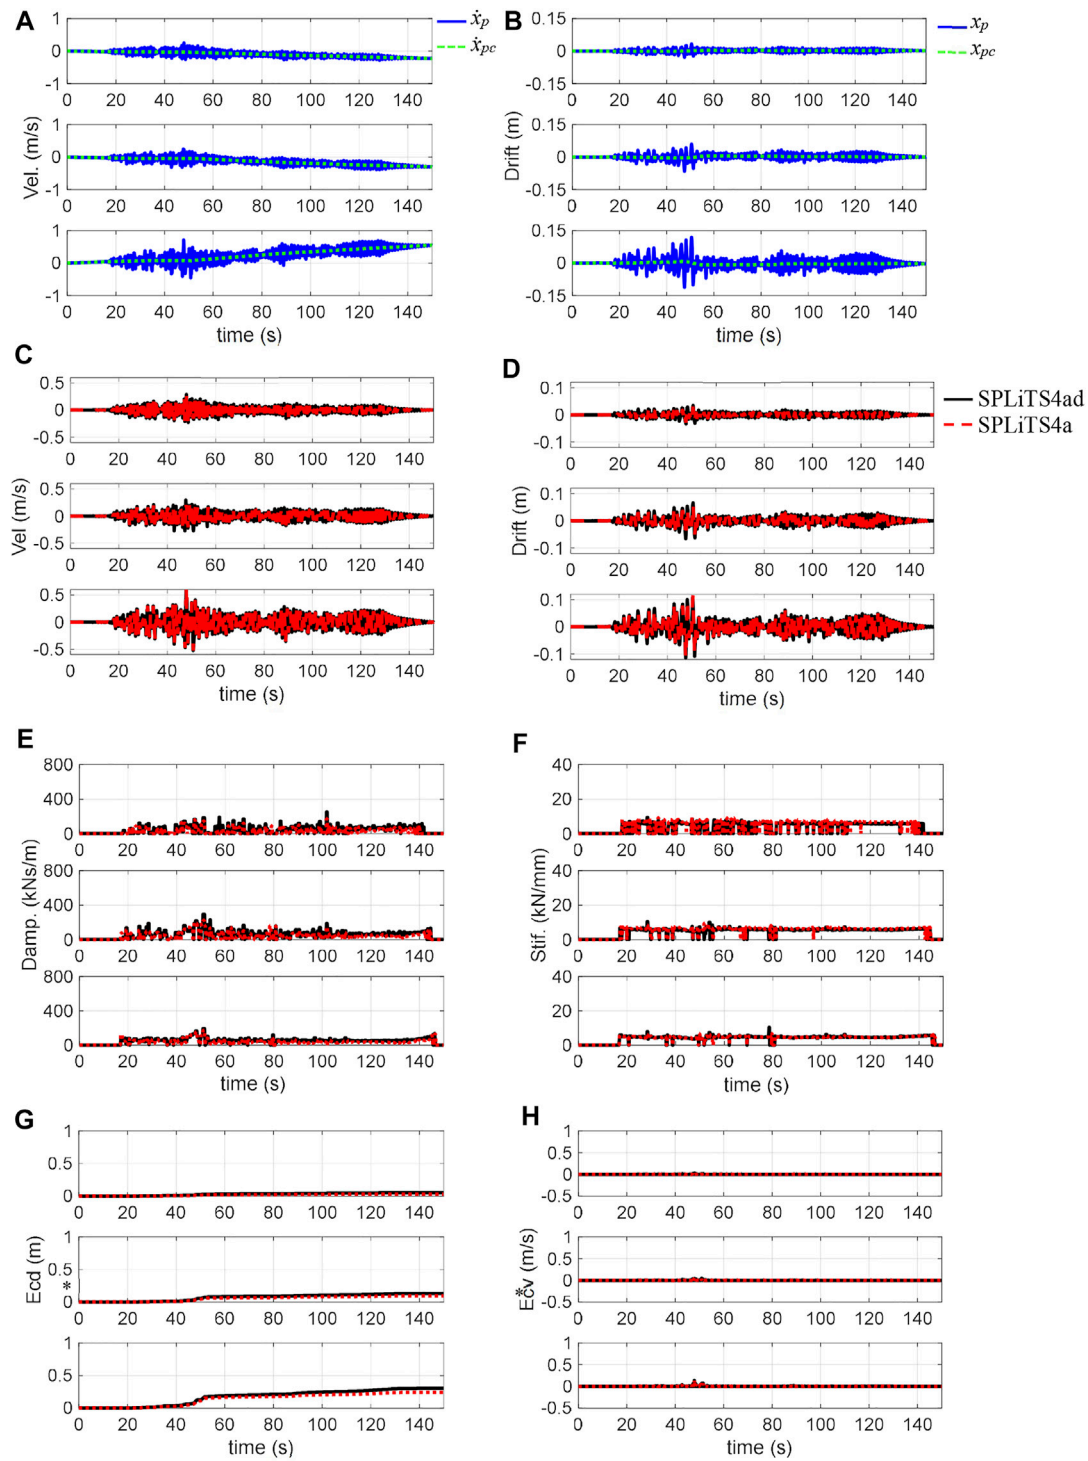 A
ẋp
ẋpc
1
0
-1
0 20 40 60 80 100 120 140
1
0
-1
0 20 40 60 80 100 120 140
1
0
-1
0 20 40 60 80 100 120 140
Vel. (m/s)
time (s)
B
xp
xpc
0.15
0
-0.15
0 20 40 60 80 100 120 140
0.15
0
-0.15
0 20 40 60 80 100 120 140
0.15
0
-0.15
0 20 40 60 80 100 120 140
Drift (m)
time (s)
C
0.5
0
-0.5
0 20 40 60 80 100 120 140
0.5
0
-0.5
0 20 40 60 80 100 120 140
0.5
0
-0.5
0 20 40 60 80 100 120 140
Vel (m/s)
time (s)
D
SPLiTS4ad
SPLiTS4a
0.1
0
-0.1
0 20 40 60 80 100 120 140
0.1
0
-0.1
0 20 40 60 80 100 120 140
0.1
0
-0.1
0 20 40 60 80 100 120 140
Drift (m)
time (s)
E
800
400
0
0 20 40 60 80 100 120 140
800
400
0
0 20 40 60 80 100 120 140
800
400
0
0 20 40 60 80 100 120 140
Damp. (kNs/m)
time (s)
F
40
20
0
0 20 40 60 80 100 120 140
40
20
0
0 20 40 60 80 100 120 140
40
20
0
0 20 40 60 80 100 120 140
Stif. (kN/mm)
time (s)
G
1
0.5
0
0 20 40 60 80 100 120 140
1
0.5
0
0 20 40 60 80 100 120 140
1
0.5
0
0 20 40 60 80 100 120 140
* Ecd (m)
time (s)
H
1
0.5
0
-0.5
0 20 40 60 80 100 120 140
1
0.5
0
-0.5
0 20 40 60 80 100 120 140
1
0.5
0
-0.5
0 20 40 60 80 100 120 140
Ecv* (m/s)
time (s)